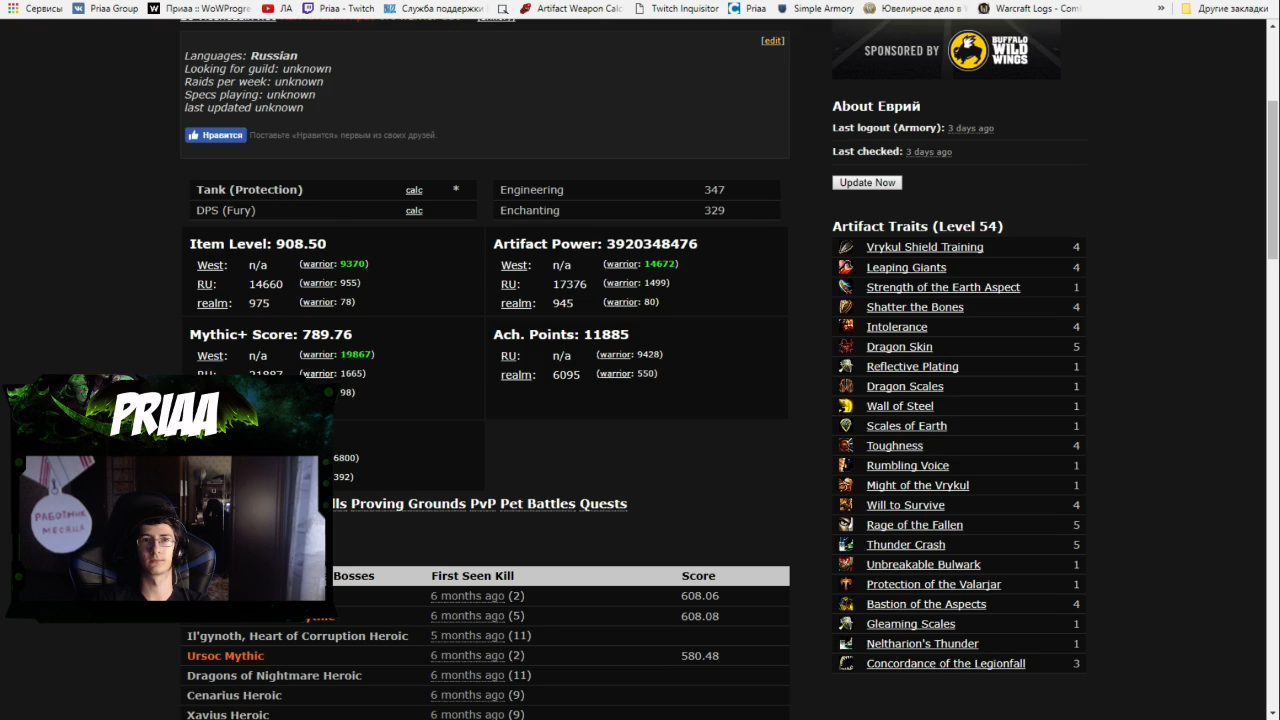 Сервисы Priaa Group Приаа :: WoWProgre ЛА Priaa - Twitch Служба поддержки Artifact Weapon Calc Twitch Inquisitor Priaa Simple Armory Ювелирное дело в Warcraft Logs - Com » Другие закладки
[edit]
Languages: Russian
Looking for guild: unknown
Raids per week: unknown
Specs playing: unknown
last updated unknown
Нравится Поставьте «Нравится» первым из своих друзей.
Tank (Protection) calc *
DPS (Fury) calc
Engineering 347
Enchanting 329
Item Level: 908.50
West: n/a (warrior: 9370)
RU: 14660 (warrior: 955)
realm: 975 (warrior: 78)
Artifact Power: 3920348476
West: n/a (warrior: 14672)
RU: 17376 (warrior: 1499)
realm: 945 (warrior: 80)
Mythic+ Score: 789.76
West: n/a (warrior: 19867)
RU: 21887 (warrior: 1665)
98)
Ach. Points: 11885
RU: n/a (warrior: 9428)
realm: 6095 (warrior: 550)
6800)
392)
PRIAA
РАБОТНИК
МЕСЯЦА
lls Proving Grounds PvP Pet Battles Quests
Bosses First Seen Kill Score
6 months ago (2) 608.06
6 months ago (5) 608.08
Il'gynoth, Heart of Corruption Heroic 5 months ago (11)
Ursoc Mythic 6 months ago (2) 580.48
Dragons of Nightmare Heroic 6 months ago (11)
Cenarius Heroic 6 months ago (9)
Xavius Heroic 6 months ago (9)
SPONSORED BY BUFFALO
WILD
WINGS
About Еврий
Last logout (Armory): 3 days ago
Last checked: 3 days ago
Update Now
Artifact Traits (Level 54)
Vrykul Shield Training 4
Leaping Giants 4
Strength of the Earth Aspect 1
Shatter the Bones 4
Intolerance 4
Dragon Skin 5
Reflective Plating 1
Dragon Scales 1
Wall of Steel 1
Scales of Earth 1
Toughness 4
Rumbling Voice 1
Might of the Vrykul 1
Will to Survive 4
Rage of the Fallen 5
Thunder Crash 5
Unbreakable Bulwark 1
Protection of the Valarjar 1
Bastion of the Aspects 4
Gleaming Scales 1
Neltharion's Thunder 1
Concordance of the Legionfall 3